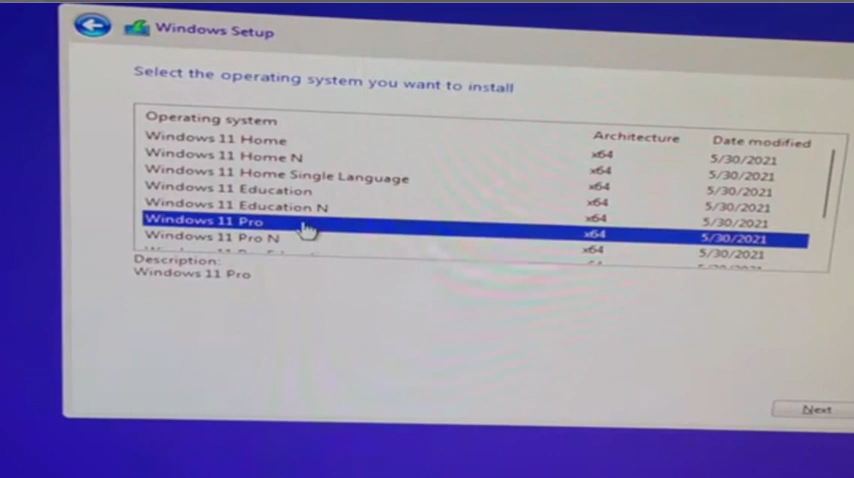 Windows Setup
Select the operating system you want to install
Operating system Architecture Date modified
Windows 11 Home x64 5/30/2021
Windows 11 Home N x64 5/30/2021
Windows 11 Home Single Language x64 5/30/2021
Windows 11 Education x64 5/30/2021
Windows 11 Education N x64 5/30/2021
Windows 11 Pro x64 5/30/2021
Windows 11 Pro N x64 5/30/2021
Description:
Windows 11 Pro
Next